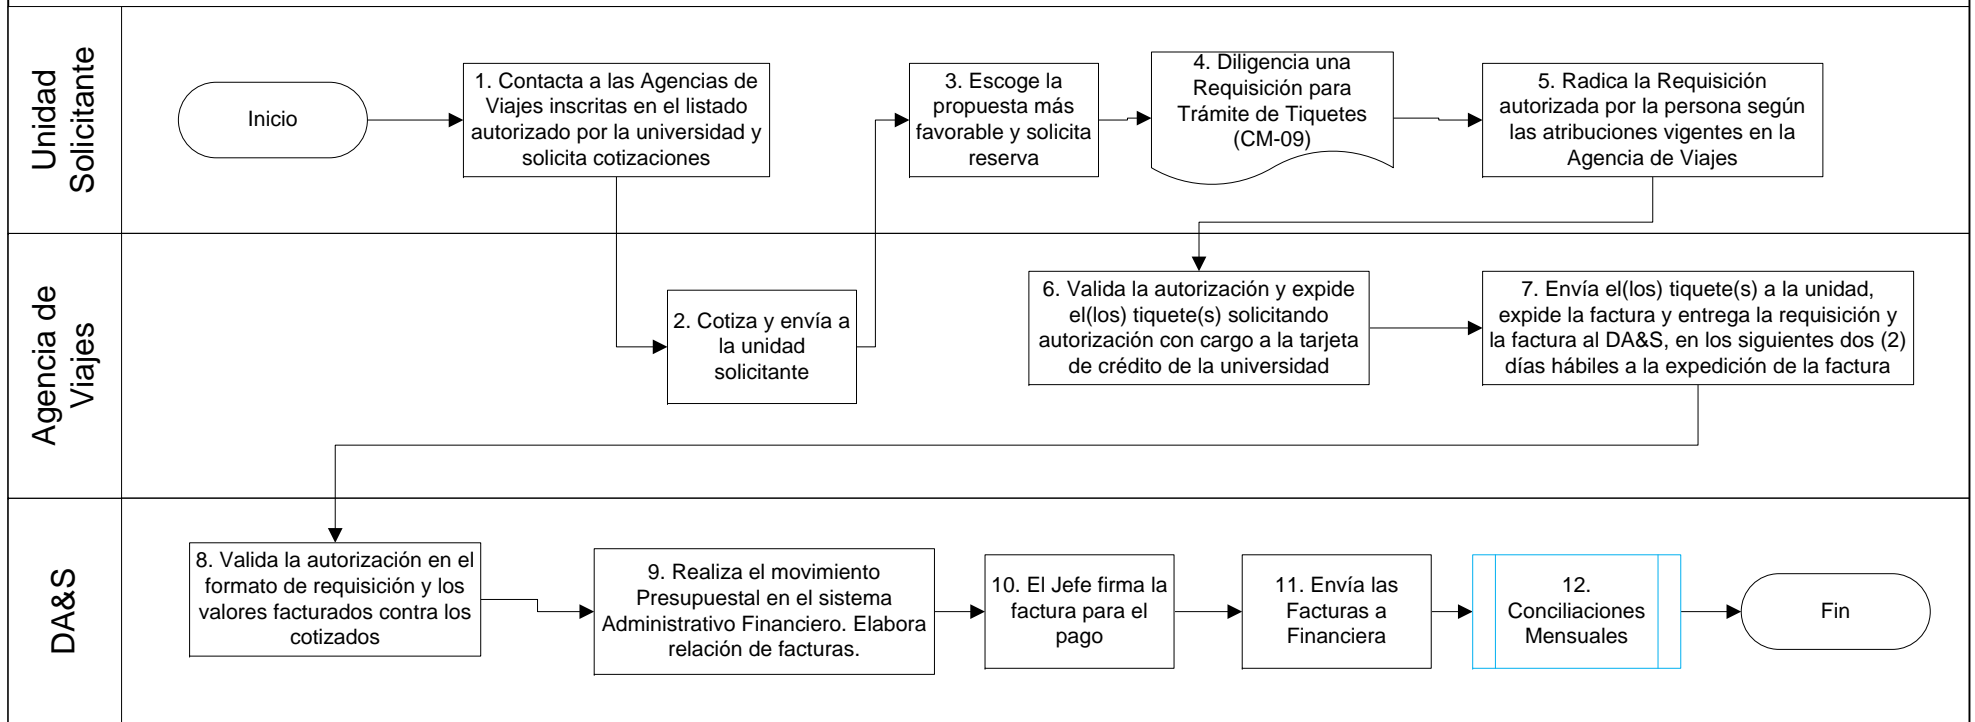 Unidad
Solicitante
Inicio
1. Contacta a las Agencias de
Viajes inscritas en el listado
autorizado por la universidad y
solicita cotizaciones
3. Escoge la
propuesta más
favorable y solicita
reserva
4. Diligencia una
Requisición para
Trámite de Tiquetes
(CM-09)
5. Radica la Requisición
autorizada por la persona según
las atribuciones vigentes en la
Agencia de Viajes
Agencia de
Viajes
2. Cotiza y envía a
la unidad
solicitante
6. Valida la autorización y expide
el(los) tiquete(s) solicitando
autorización con cargo a la tarjeta
de crédito de la universidad
7. Envía el(los) tiquete(s) a la unidad,
expide la factura y entrega la requisición y
la factura al DA&S, en los siguientes dos (2)
días hábiles a la expedición de la factura
DA&S
8. Valida la autorización en el
formato de requisición y los
valores facturados contra los
cotizados
9. Realiza el movimiento
Presupuestal en el sistema
Administrativo Financiero. Elabora
relación de facturas.
10. El Jefe firma la
factura para el
pago
11. Envía las
Facturas a
Financiera
12.
Conciliaciones
Mensuales
Fin